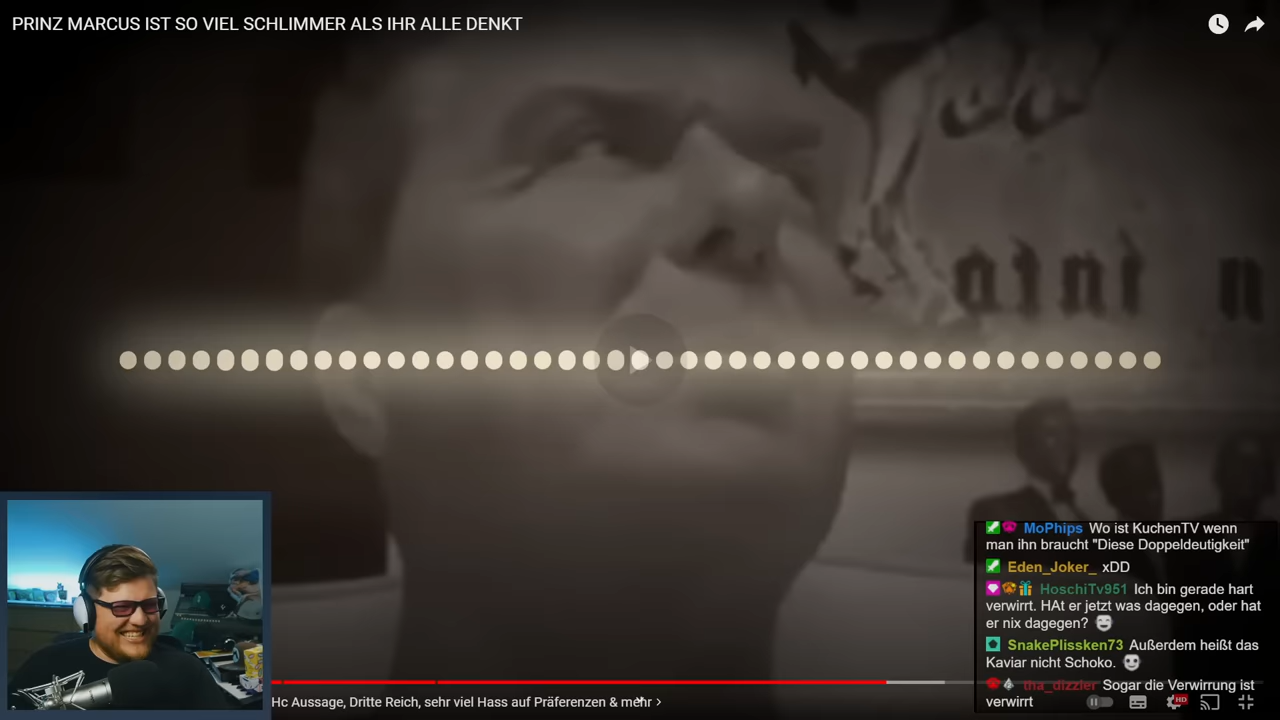 PRINZ MARCUS IST SO VIEL SCHLIMMER ALS IHR ALLE DENKT
MoPhips Wo ist KuchenTV wenn
man ihn braucht "Diese Doppeldeutigkeit"
Eden_Joker_ xDD
HoschiTv951 Ich bin gerade hart
verwirrt. HAt er jetzt was dagegen, oder hat
er nix dagegen?
SnakePlissken73 Außerdem heißt das
Kaviar nicht Schoko.
tha_dizzler Sogar die Verwirrung ist
verwirrt
Hc Aussage, Dritte Reich, sehr viel Hass auf Präferenzen & mehr
HD